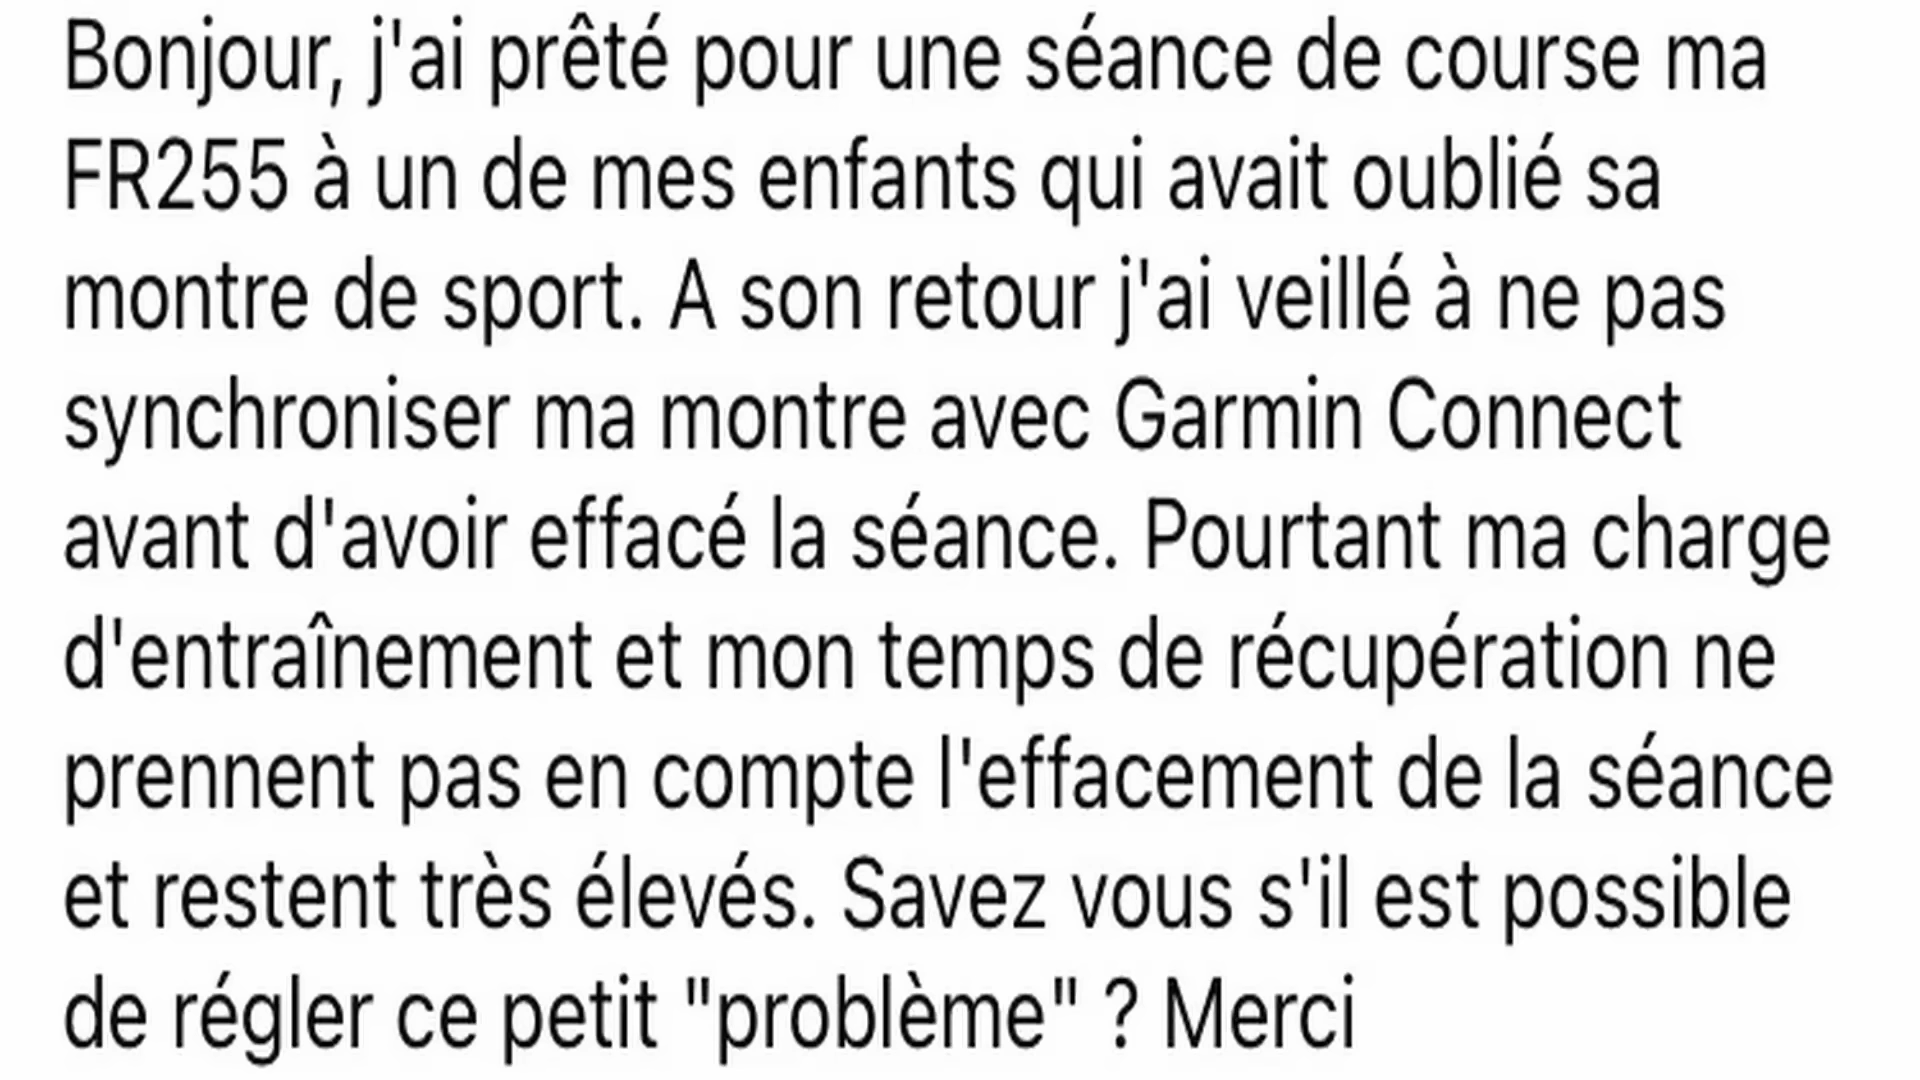 Bonjour, j'ai prêté pour une séance de course ma
FR255 à un de mes enfants qui avait oublié sa
montre de sport. A son retour j'ai veillé à ne pas
synchroniser ma montre avec Garmin Connect
avant d'avoir effacé la séance. Pourtant ma charge
d'entraînement et mon temps de récupération ne
prennent pas en compte l'effacement de la séance
et restent très élevés. Savez vous s'il est possible
de régler ce petit "problème" ? Merci